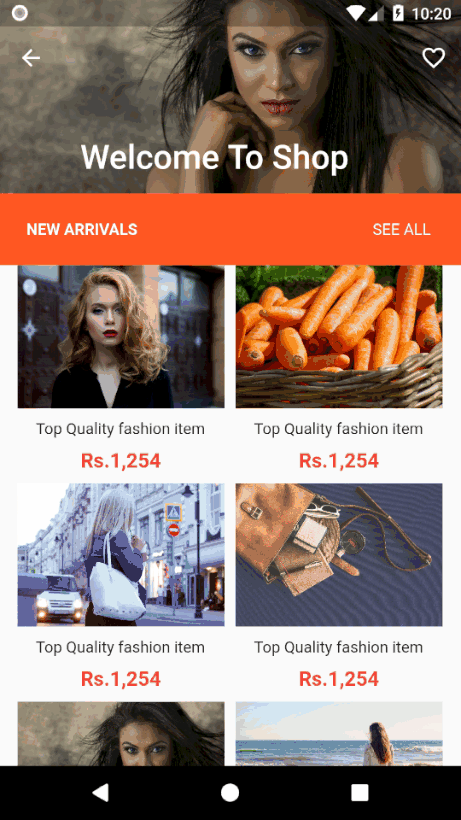 10:20
Welcome To Shop
NEW ARRIVALS SEE ALL
Top Quality fashion item Top Quality fashion item
Rs.1,254 Rs.1,254
Top Quality fashion item Top Quality fashion item
Rs.1,254 Rs.1,254